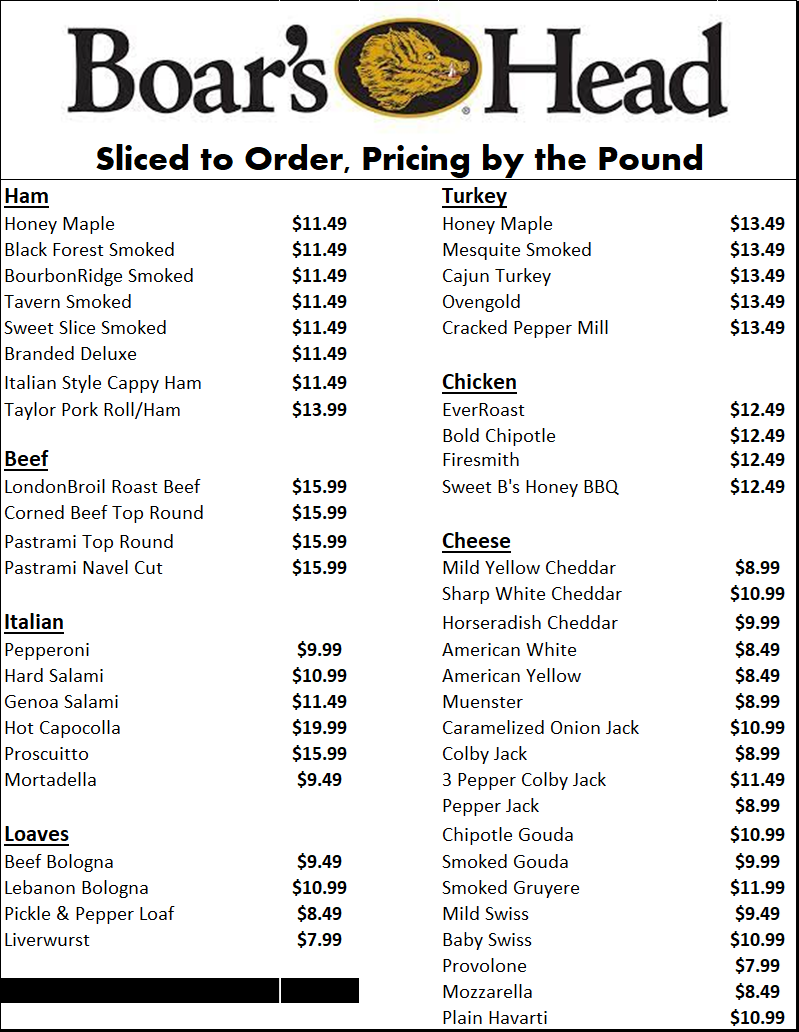 Boar's Head®
Sliced to Order, Pricing by the Pound
Ham
Honey Maple $11.49
Black Forest Smoked $11.49
BourbonRidge Smoked $11.49
Tavern Smoked $11.49
Sweet Slice Smoked $11.49
Branded Deluxe $11.49
Italian Style Cappy Ham $11.49
Taylor Pork Roll/Ham $13.99
Beef
LondonBroil Roast Beef $15.99
Corned Beef Top Round $15.99
Pastrami Top Round $15.99
Pastrami Navel Cut $15.99
Italian
Pepperoni $9.99
Hard Salami $10.99
Genoa Salami $11.49
Hot Capocolla $19.99
Proscuitto $15.99
Mortadella $9.49
Loaves
Beef Bologna $9.49
Lebanon Bologna $10.99
Pickle & Pepper Loaf $8.49
Liverwurst $7.99
Turkey
Honey Maple $13.49
Mesquite Smoked $13.49
Cajun Turkey $13.49
Ovengold $13.49
Cracked Pepper Mill $13.49
Chicken
EverRoast $12.49
Bold Chipotle $12.49
Firesmith $12.49
Sweet B's Honey BBQ $12.49
Cheese
Mild Yellow Cheddar $8.99
Sharp White Cheddar $10.99
Horseradish Cheddar $9.99
American White $8.49
American Yellow $8.49
Muenster $8.99
Caramelized Onion Jack $10.99
Colby Jack $8.99
3 Pepper Colby Jack $11.49
Pepper Jack $8.99
Chipotle Gouda $10.99
Smoked Gouda $9.99
Smoked Gruyere $11.99
Mild Swiss $9.49
Baby Swiss $10.99
Provolone $7.99
Mozzarella $8.49
Plain Havarti $10.99